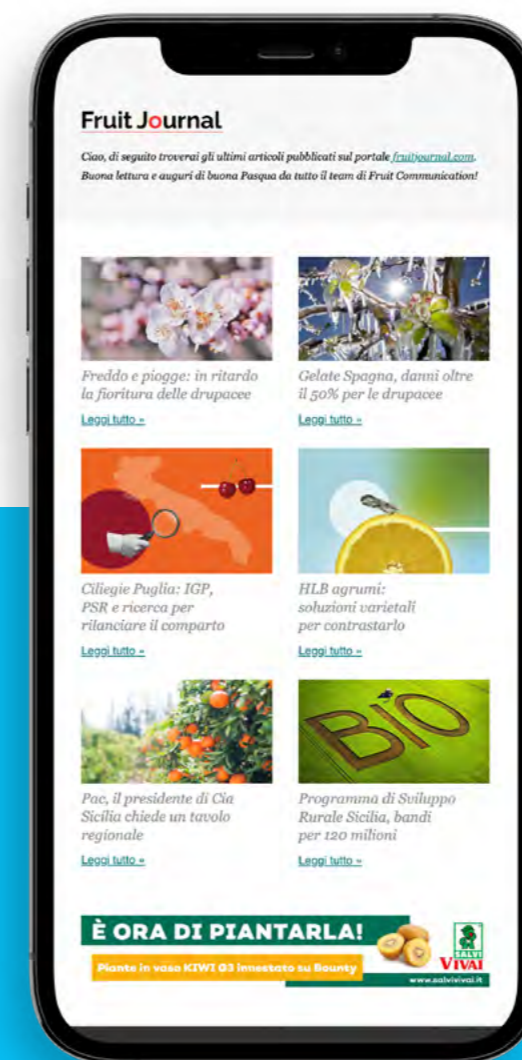 Fruit Journal
Ciao, di seguito troverai gli ultimi articoli pubblicati sul portale fruitjournal.com.
Buona lettura e auguri di buona Pasqua da tutto il team di Fruit Communication!
Freddo e piogge: in ritardo
la fioritura delle drupacee
Leggi tutto »
Gelate Spagna, danni oltre
il 50% per le drupacee
Leggi tutto »
Ciliegie Puglia: IGP,
PSR e ricerca per
rilanciare il comparto
Leggi tutto »
HLB agrumi:
soluzioni varietali
per contrastarlo
Leggi tutto »
Pac, il presidente di Cia
Sicilia chiede un tavolo
regionale
Leggi tutto »
BIO
Programma di Sviluppo
Rurale Sicilia, bandi
per 120 milioni
Leggi tutto »
È ORA DI PIANTARLA!
Piante in vaso KIWI G3 innestato su Bounty
SALVI
VIVAI
www.salvivivai.it